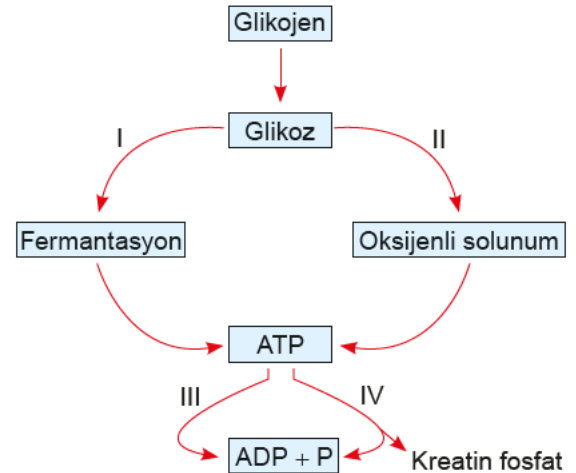 Glikojen
Glikoz
I
II
Fermantasyon
Oksijenli solunum
ATP
III
IV
ADP + P
Kreatin fosfat